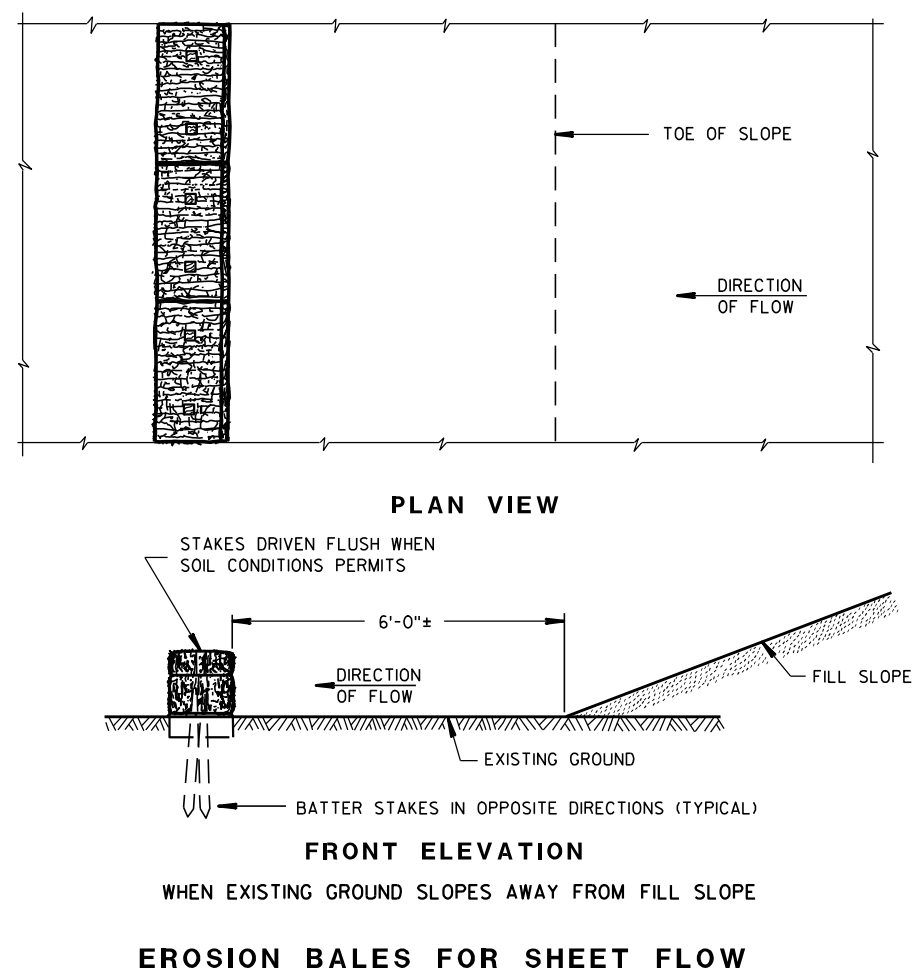 TOE OF SLOPE
DIRECTION
OF FLOW
PLAN VIEW
STAKES DRIVEN FLUSH WHEN
SOIL CONDITIONS PERMITS
6'-0"±
DIRECTION
OF FLOW
FILL SLOPE
EXISTING GROUND
BATTER STAKES IN OPPOSITE DIRECTIONS (TYPICAL)
FRONT ELEVATION
WHEN EXISTING GROUND SLOPES AWAY FROM FILL SLOPE
EROSION BALES FOR SHEET FLOW